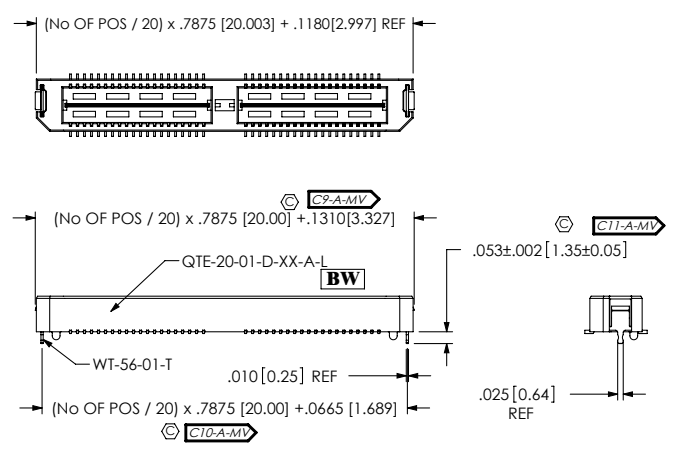 (No OF POS / 20) x .7875 [20.003] + .1180[2.997] REF
C C9-A-MV
(No OF POS / 20) x .7875 [20.00] +.1310[3.327]
C C11-A-MV
.053±.002[1.35±0.05]
QTE-20-01-D-XX-A-L
BW
WT-56-01-T
.010[0.25] REF
.025[0.64]
REF
(No OF POS / 20) x .7875 [20.00] +.0665 [1.689]
C C10-A-MV